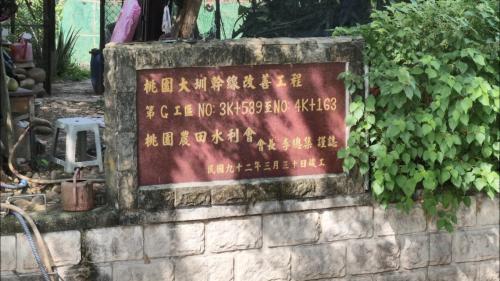 桃園大圳幹線改善工程
第G工區 NO: 3K+589至NO: 4K+163
桃園農田水利會 會長 李總集 謹誌
民國九十二年三月三十日竣工